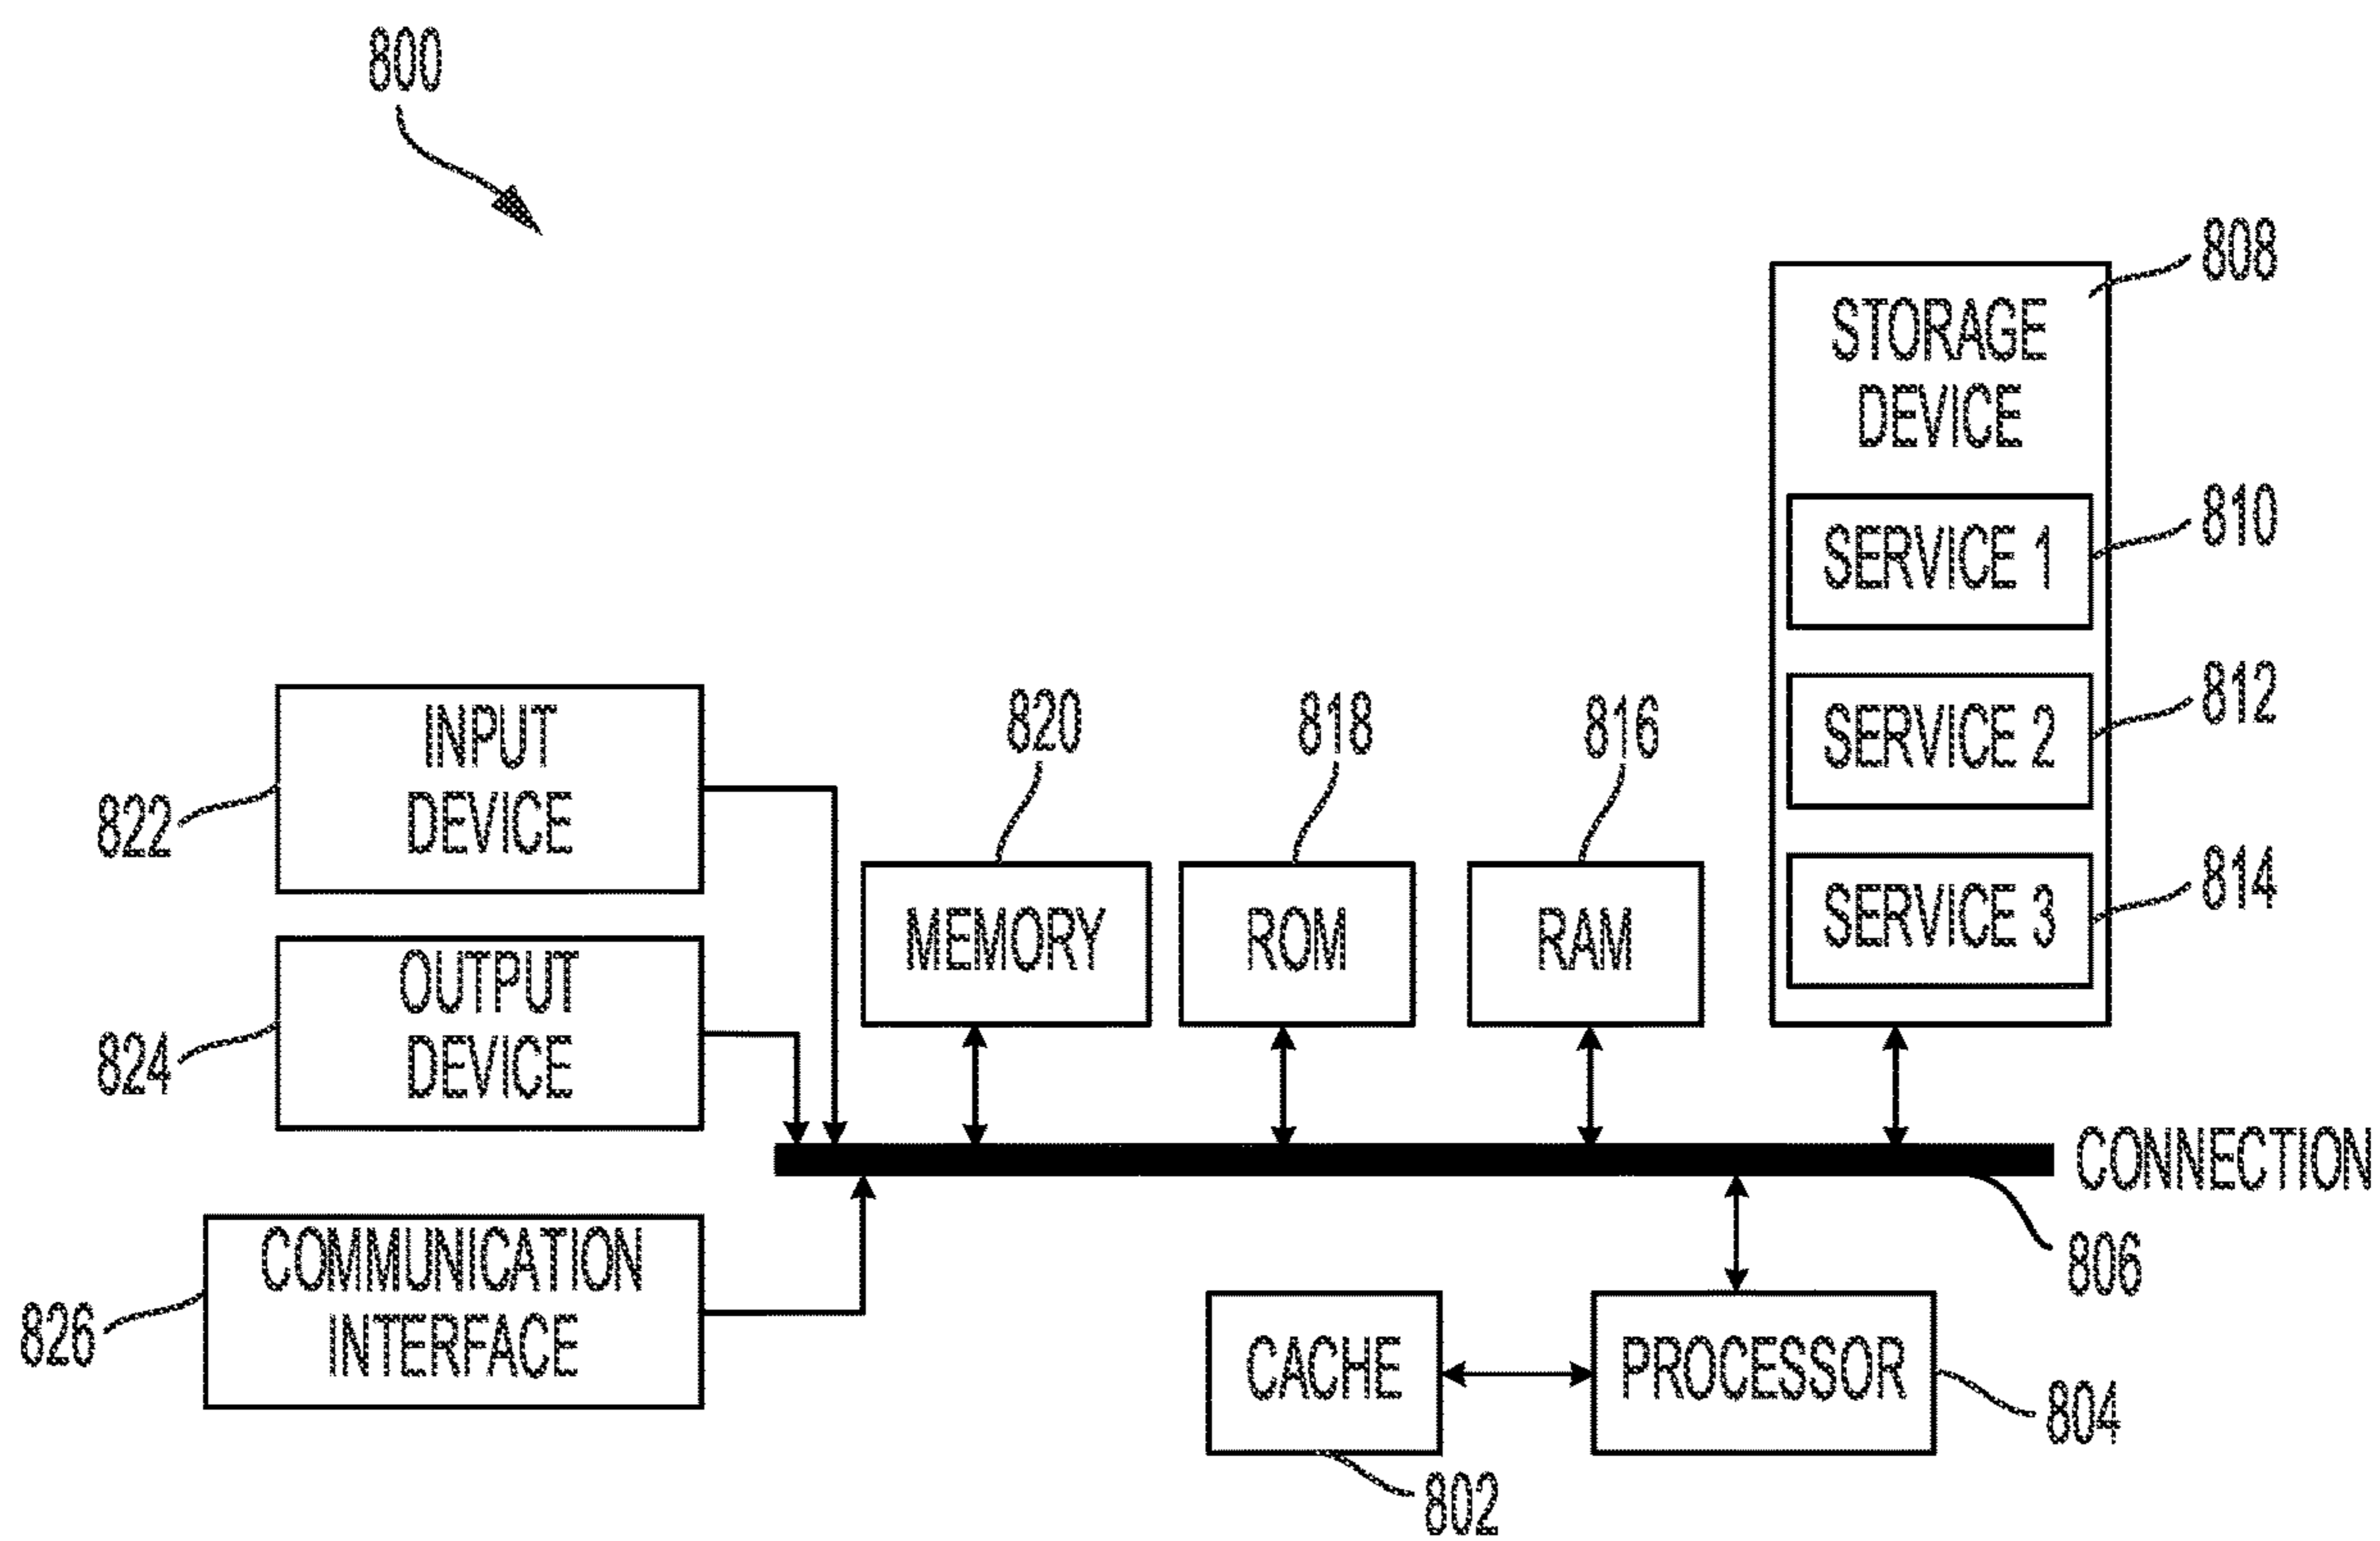 800
808
STORAGE
DEVICE
810
SERVICE 1
812
SERVICE 2
814
SERVICE 3
822
INPUT
DEVICE
820
MEMORY
818
ROM
816
RAM
824
OUTPUT
DEVICE
CONNECTION
806
826
COMMUNICATION
INTERFACE
CACHE
802
PROCESSOR
804